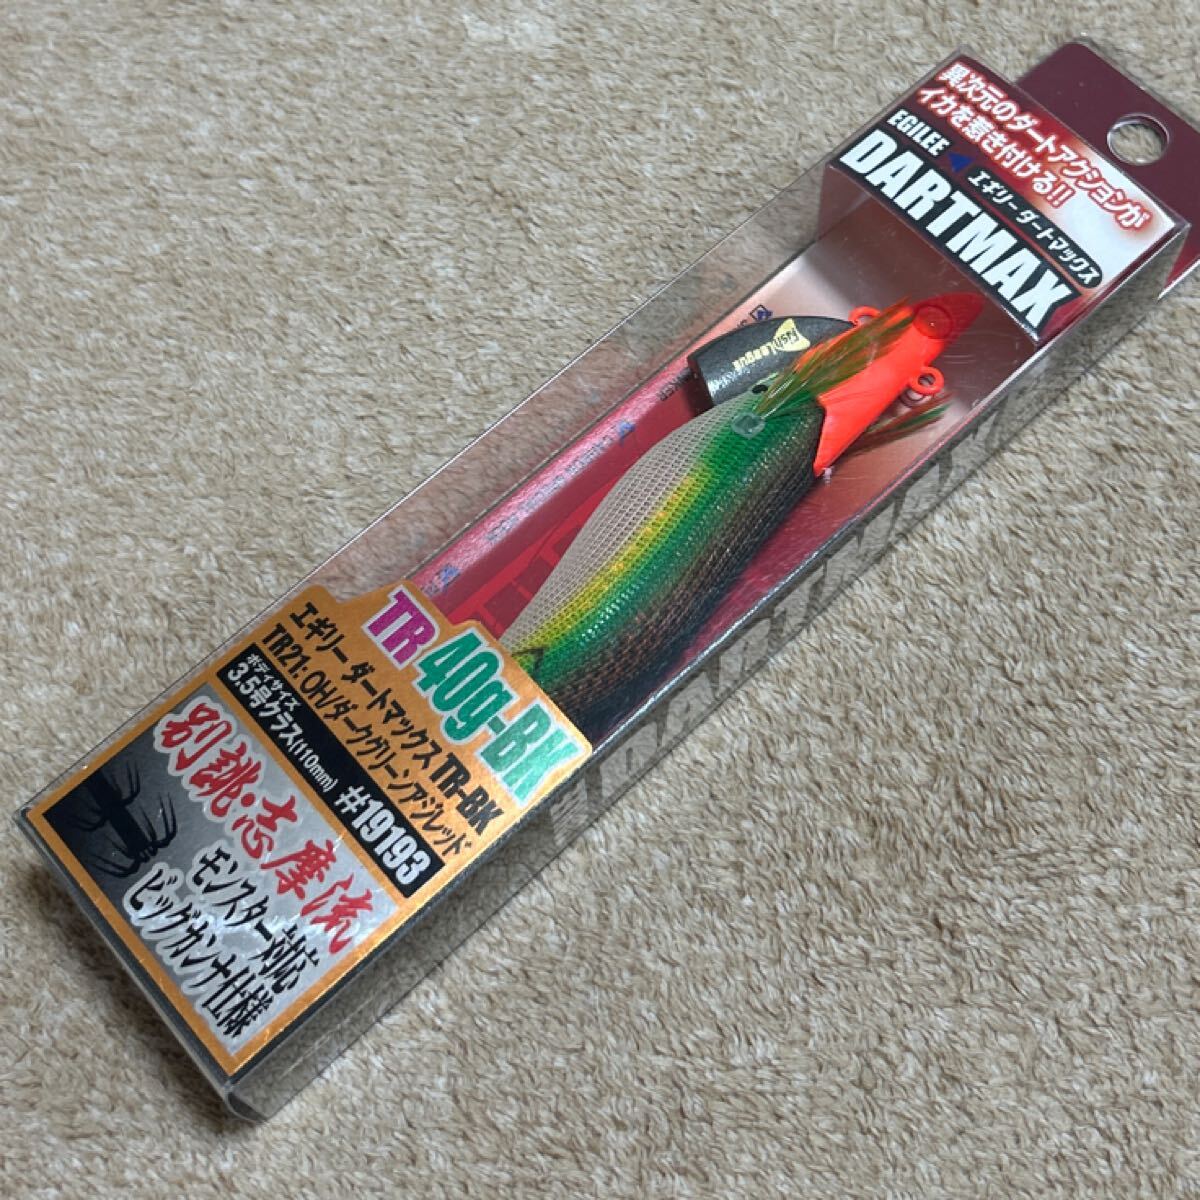 異次元のダートアクションが
イカを惹き付ける!!
EGILEE
エギリーダートマックス
DARTMAX
Fish League
TR 40g-BK
エギリー ダートマックス TR-BK
TR21: OH/ダークグリーンアジレッド
ボディサイズ
3.5号クラス(110mm)
#19193
別誂・志摩流
モンスター対応
ビッグカンナ仕様